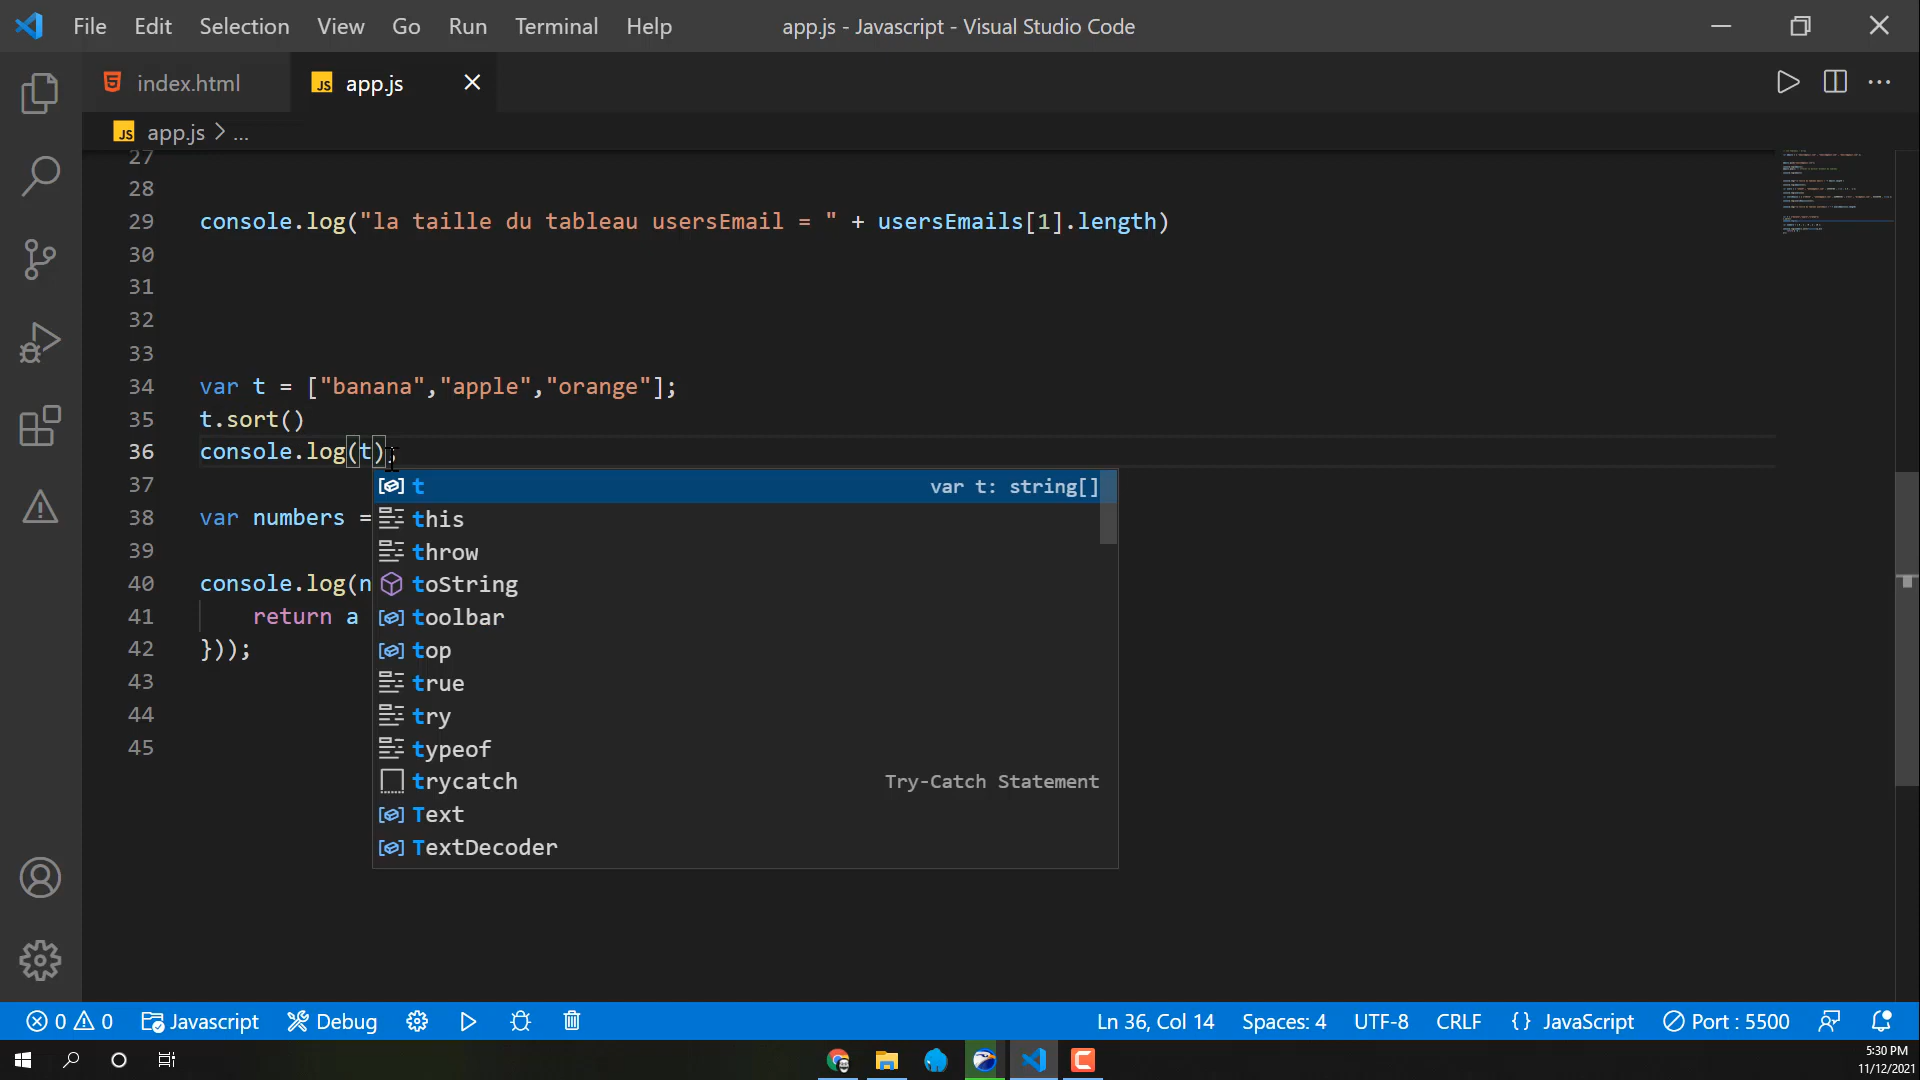 File Edit Selection View Go Run Terminal Help app.js - Javascript - Visual Studio Code
index.html JS app.js
JS app.js > ...
27
28
29 console.log("la taille du tableau usersEmail = " + usersEmails[1].length)
30
31
32
33
34 var t = ["banana","apple","orange"];
35 t.sort()
36 console.log(t);
37 t var t: string[]
this
38 var numbers =
throw
39
40 console.log(n toString
41 return a toolbar
42 })); top
43 true
44 try
45 typeof
trycatch Try-Catch Statement
Text
TextDecoder
0 0 Javascript Debug Ln 36, Col 14 Spaces: 4 UTF-8 CRLF {} JavaScript Port : 5500
5:30 PM
11/12/2021